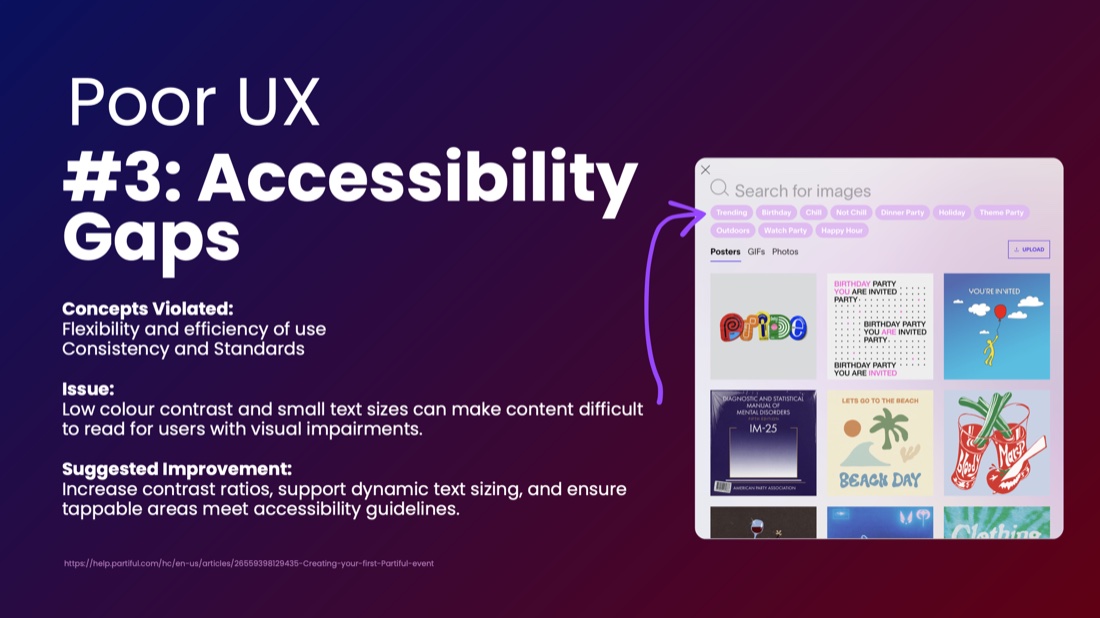 Poor UX
#3: Accessibility
Gaps
Concepts Violated:
Flexibility and efficiency of use
Consistency and Standards
Issue:
Low colour contrast and small text sizes can make content difficult
to read for users with visual impairments.
Suggested Improvement:
Increase contrast ratios, support dynamic text sizing, and ensure
tappable areas meet accessibility guidelines.
https://help.partiful.com/hc/en-us/articles/26559398129435-Creating-your-first-Partiful-event
Search for images
Trending Birthday Chill Not Chill Dinner Party Holiday Theme Party
Outdoors Watch Party Happy Hour
Posters GIFs Photos
UPLOAD
PRIDE
BIRTHDAY PARTY
YOU ARE INVITED
PARTY
BIRTHDAY PARTY
YOU ARE INVITED
PARTY
BIRTHDAY PARTY
YOU ARE INVITED
YOU'RE INVITED
DIAGNOSTIC AND STATISTICAL
MANUAL OF
MENTAL DISORDERS
FIFTH EDITION
IM-25
AMERICAN PARTY ASSOCIATION
LETS GO TO THE BEACH
BEACH DAY
bloody
Mary
Clothing